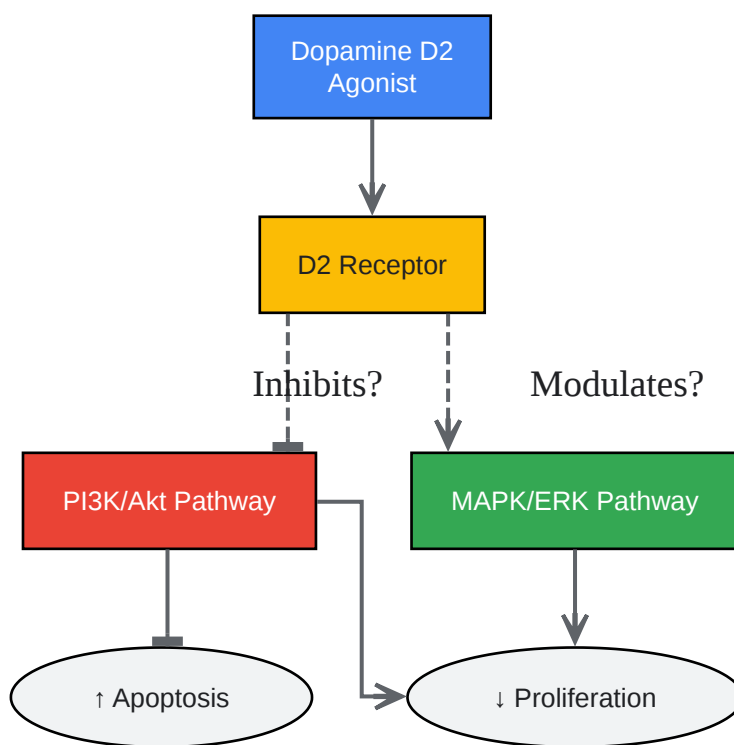 Dopamine D2
Agonist
D2 Receptor
Inhibits?
Modulates?
PI3K/Akt Pathway
MAPK/ERK Pathway
↑ Apoptosis
↓ Proliferation